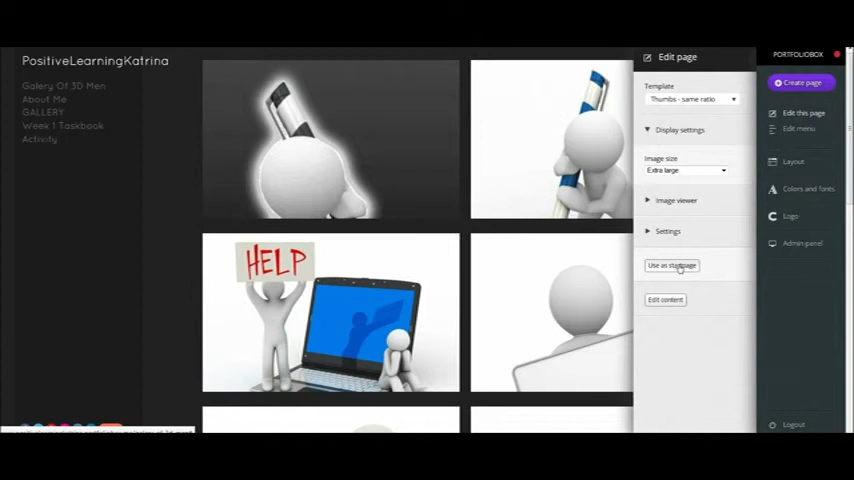 PositiveLearningKatrina
Galery Of 3D Men
About Me
GALLERY
Week 1 Taskbook
Activity
HELP
Edit page
Template
Thumbs - same ratio
Display settings
Image size
Extra large
Image viewer
Settings
Use as startpage
Edit content
PORTFOLIOBOX
Create page
Edit this page
Edit menu
Layout
Colors and fonts
Logo
Admin panel
Logout